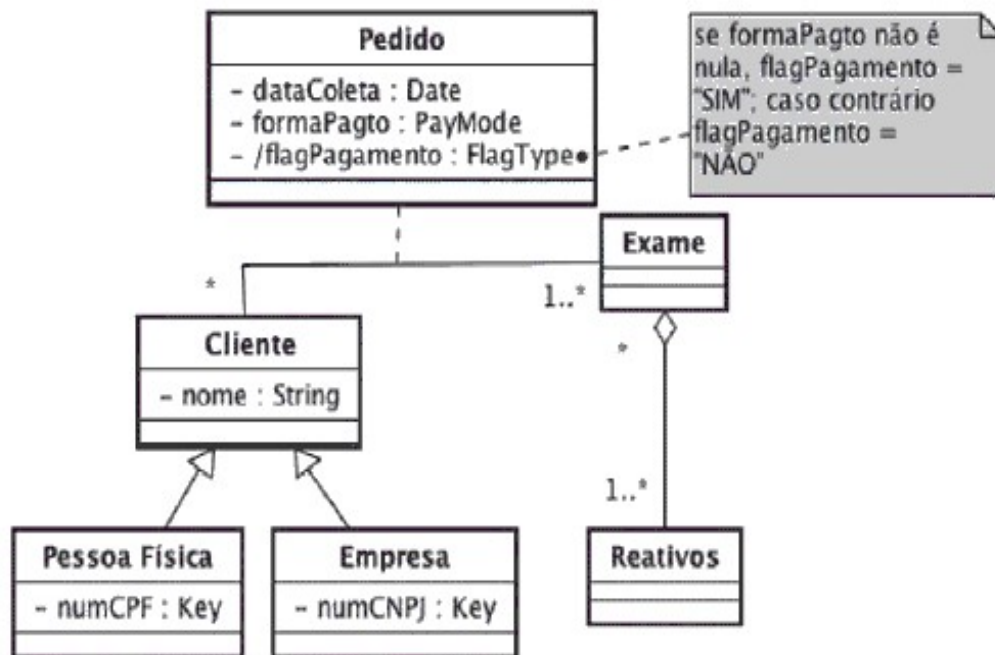 Pedido
- dataColeta : Date
- formaPagto : PayMode
- /flagPagamento : FlagType
se formaPagto não é
nula, flagPagamento =
"SIM"; caso contrário
flagPagamento =
"NÃO"
Exame
*
1..*
Cliente
- nome : String
*
1..*
Pessoa Física
- numCPF : Key
Empresa
- numCNPJ : Key
Reativos